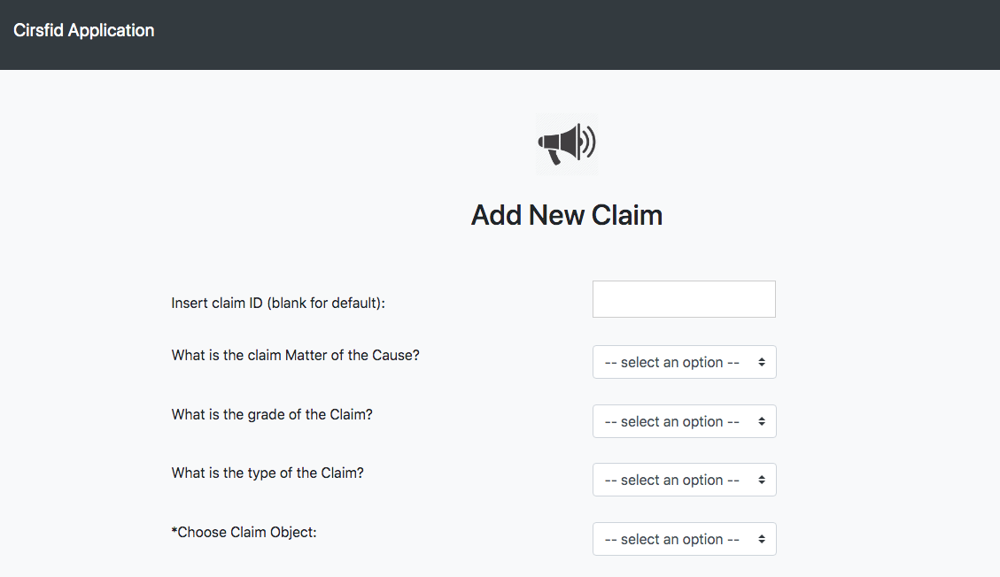 Cirsfid Application
Add New Claim
Insert claim ID (blank for default):
What is the claim Matter of the Cause?
-- select an option --
What is the grade of the Claim?
-- select an option --
What is the type of the Claim?
-- select an option --
*Choose Claim Object:
-- select an option --